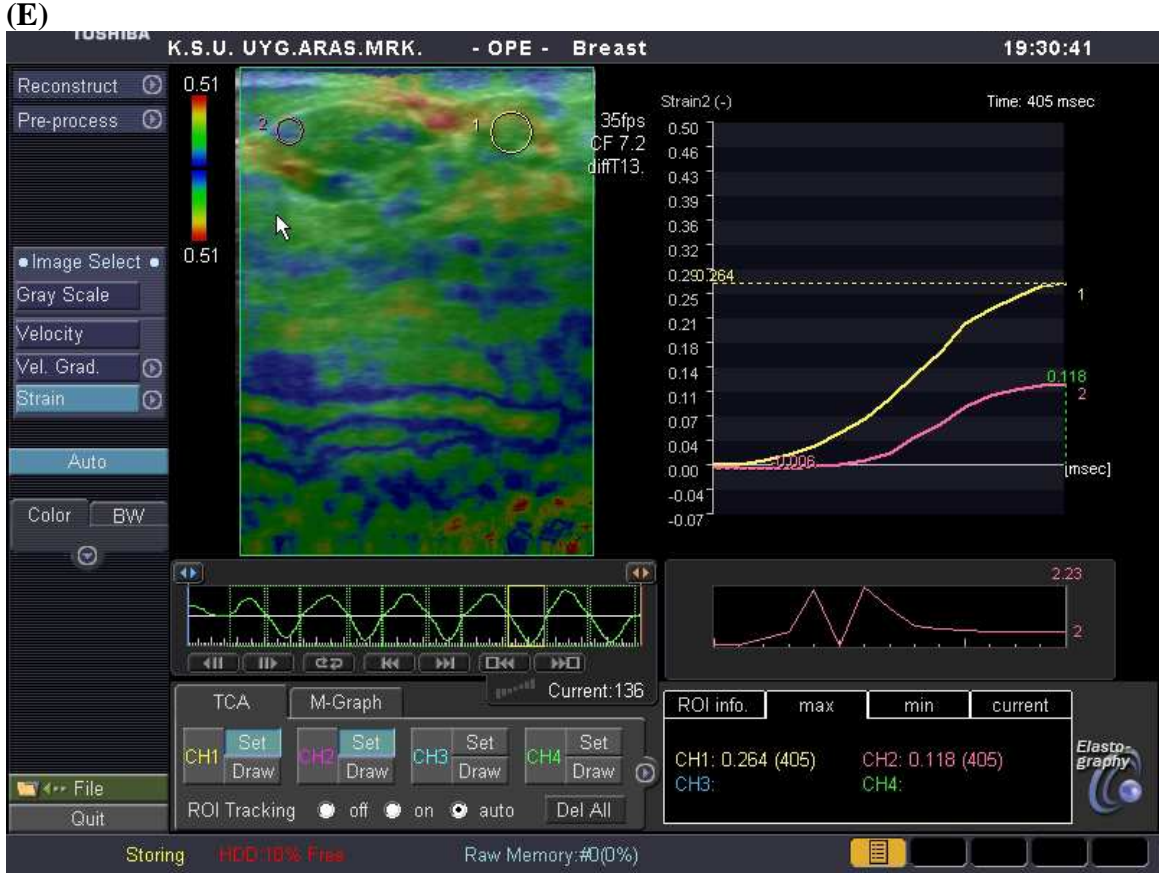 (E)
TOSHIBA
K.S.U. UYG.ARAS.MRK. - OPE - Breast 19:30:41
Reconstruct
Pre-process
• Image Select •
Gray Scale
Velocity
Vel. Grad.
Strain
Auto
Color BW
File
Quit
0.51
0.51
2
1
35fps
CF 7.2
diffT13.
Strain2 (-) Time: 405 msec
0.50
0.46
0.43
0.39
0.36
0.32
0.29 0.264
0.25
0.21
0.18
0.14
0.11
0.07
0.04
0.00
-0.04
-0.07
1
0.118
2
-0.006
[msec]
2.23
2
Current:136
TCA M-Graph
CH1 Set Draw CH2 Set Draw CH3 Set Draw CH4 Set Draw
ROI Tracking off on auto Del All
ROI info. max min current
CH1: 0.264 (405) CH2: 0.118 (405)
CH3: CH4:
Elasto-
graphy
Storing HDD:10% Free Raw Memory:#0(0%)